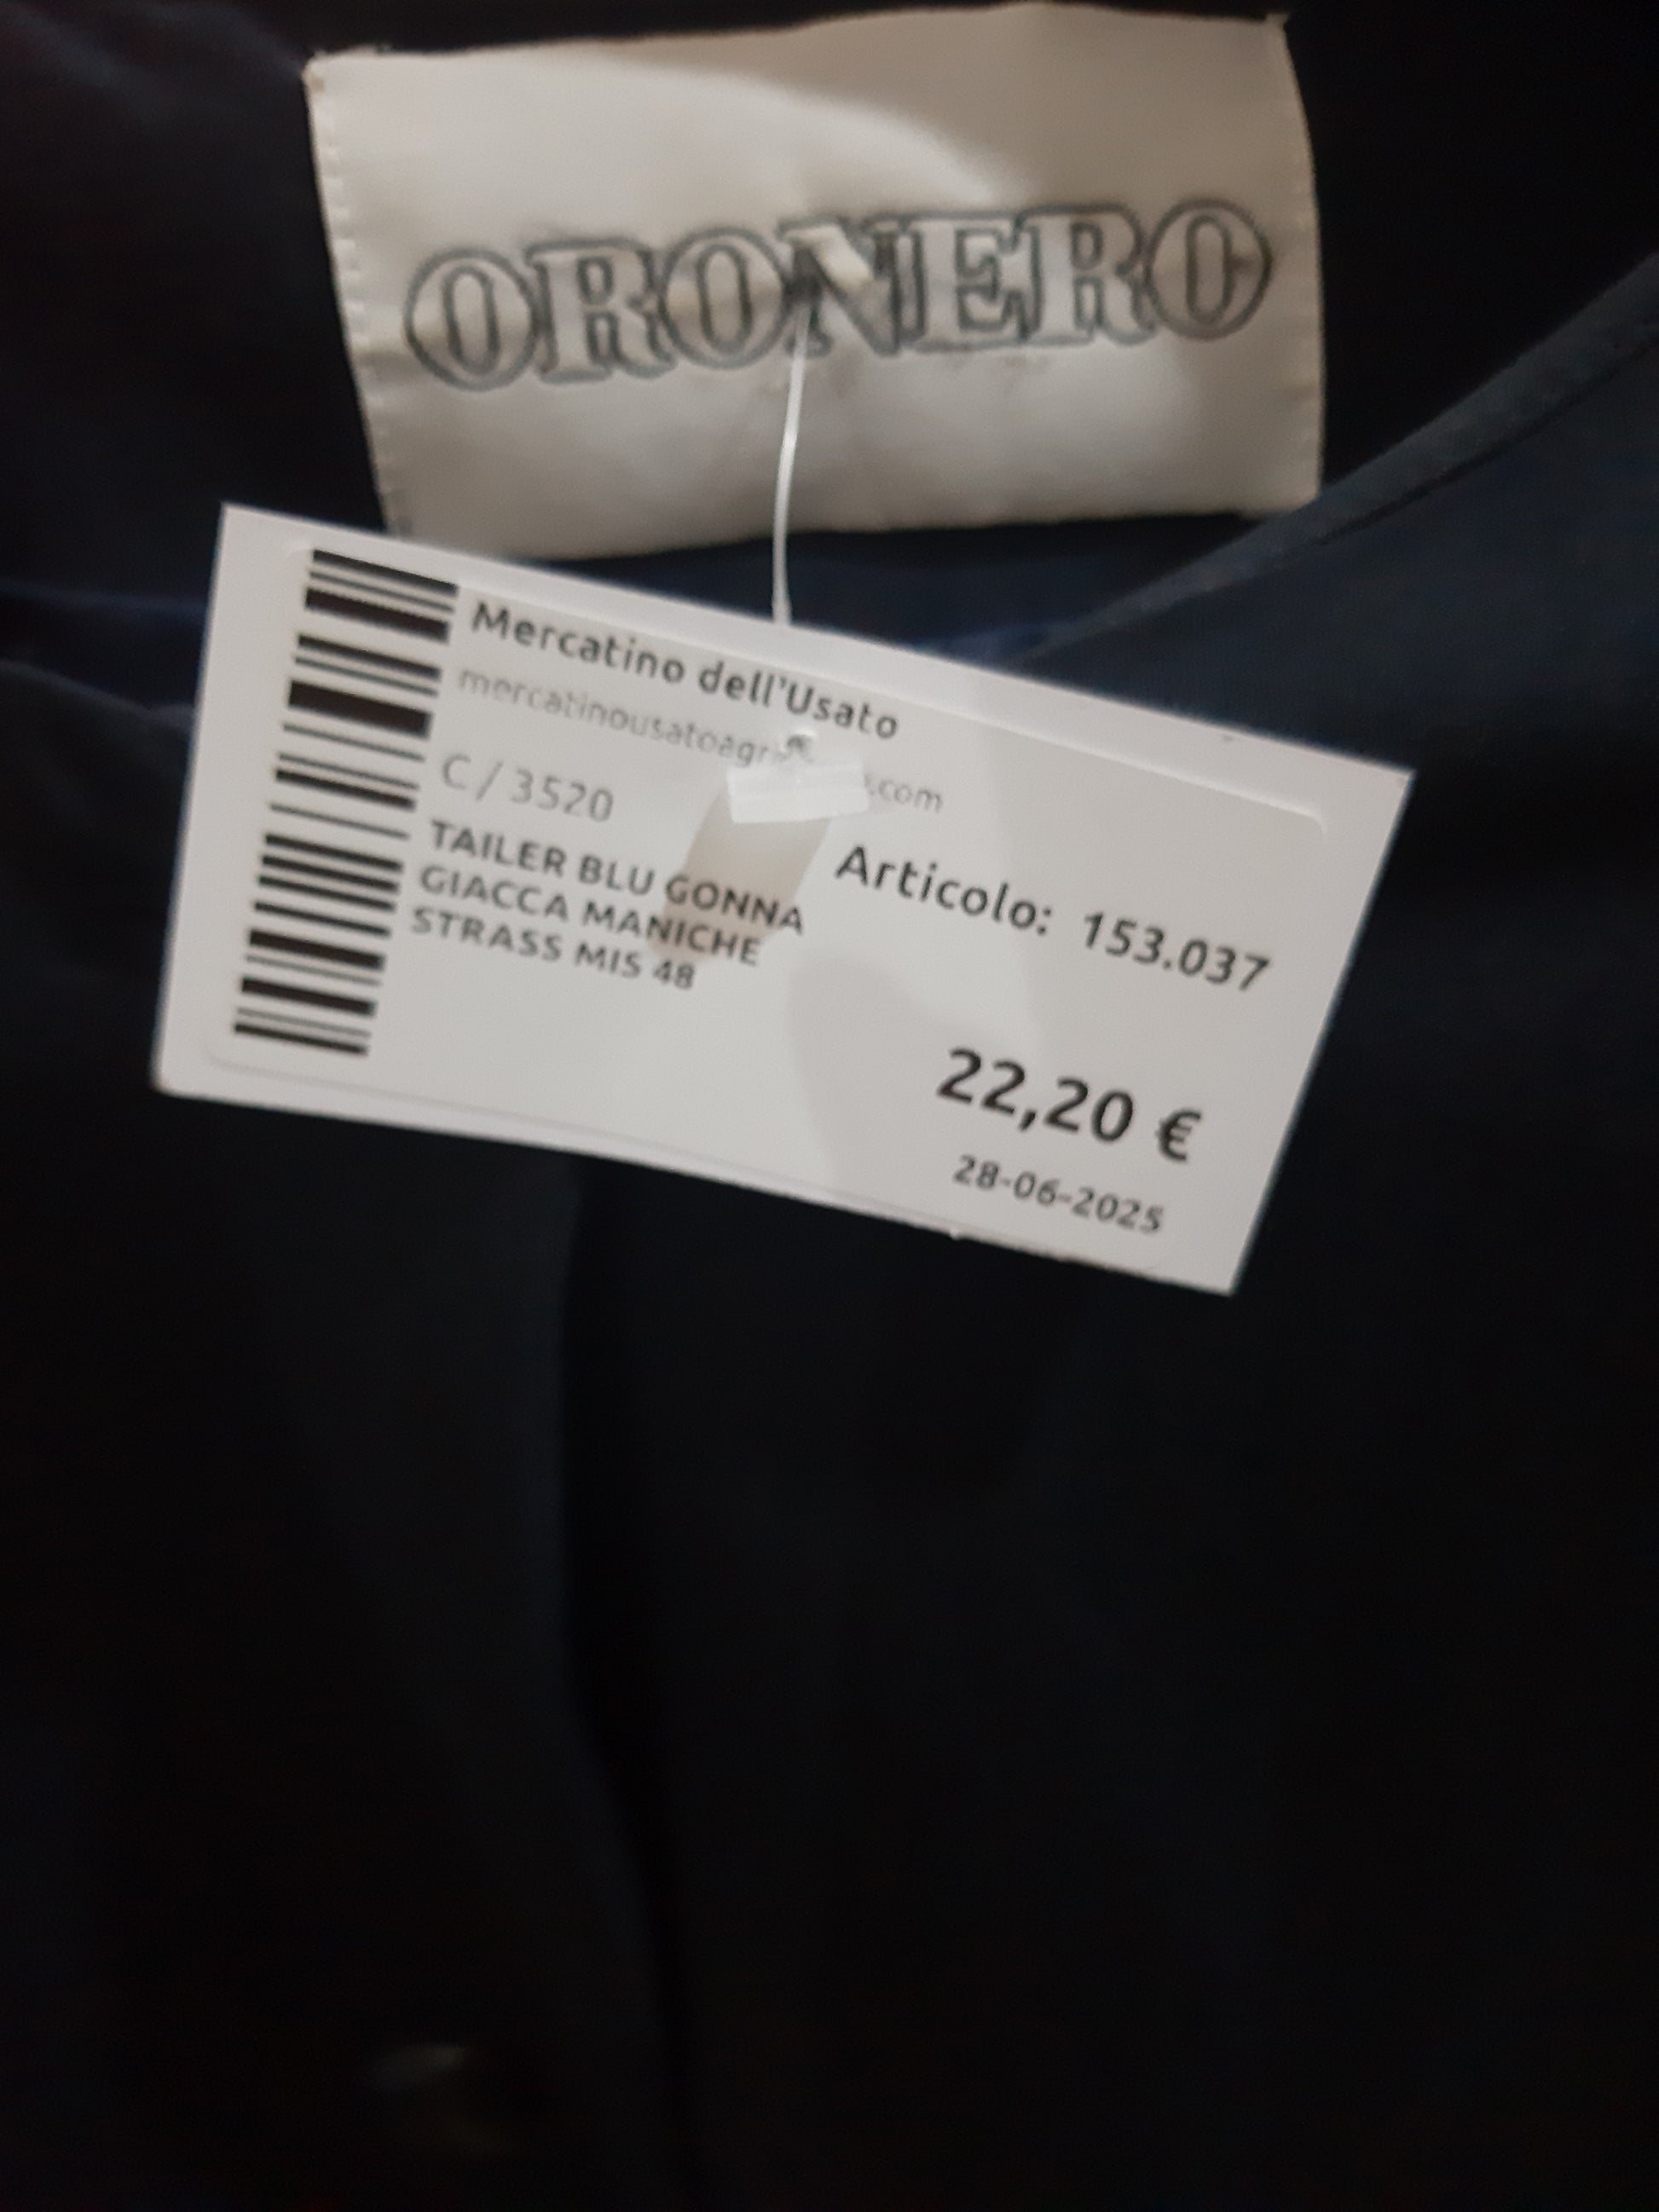 ORONERO
Mercatino dell'Usato
C / 3520
TAILER BLU GONNA
GIACCA MANICHE
STRASS MIS 48
Articolo: 153.037
22,20 €
28-06-2025